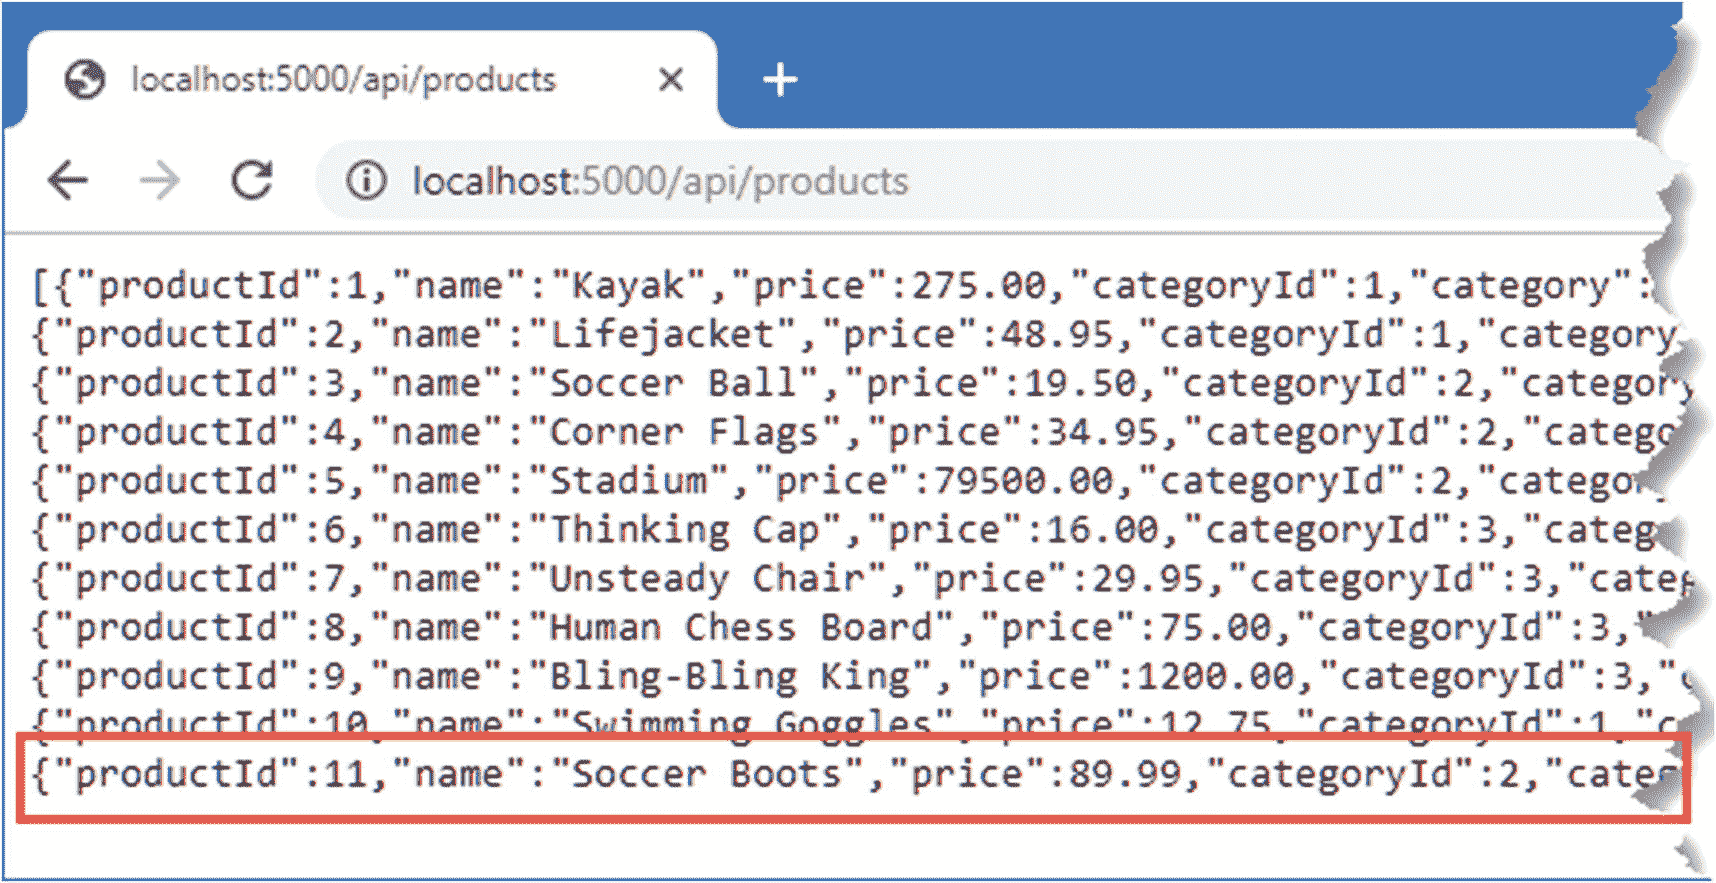 localhost:5000/api/products
localhost:5000/api/products
[{"productId":1,"name":"Kayak","price":275.00,"categoryId":1,"category":
{"productId":2,"name":"Lifejacket","price":48.95,"categoryId":1,"category
{"productId":3,"name":"Soccer Ball","price":19.50,"categoryId":2,"category
{"productId":4,"name":"Corner Flags","price":34.95,"categoryId":2,"catego
{"productId":5,"name":"Stadium","price":79500.00,"categoryId":2,"categor
{"productId":6,"name":"Thinking Cap","price":16.00,"categoryId":3,"categ
{"productId":7,"name":"Unsteady Chair","price":29.95,"categoryId":3,"categ
{"productId":8,"name":"Human Chess Board","price":75.00,"categoryId":3,"
{"productId":9,"name":"Bling-Bling King","price":1200.00,"categoryId":3,"c
{"productId":10,"name":"Swimming Goggles","price":12.75,"categoryId":1,"c
{"productId":11,"name":"Soccer Boots","price":89.99,"categoryId":2,"categ